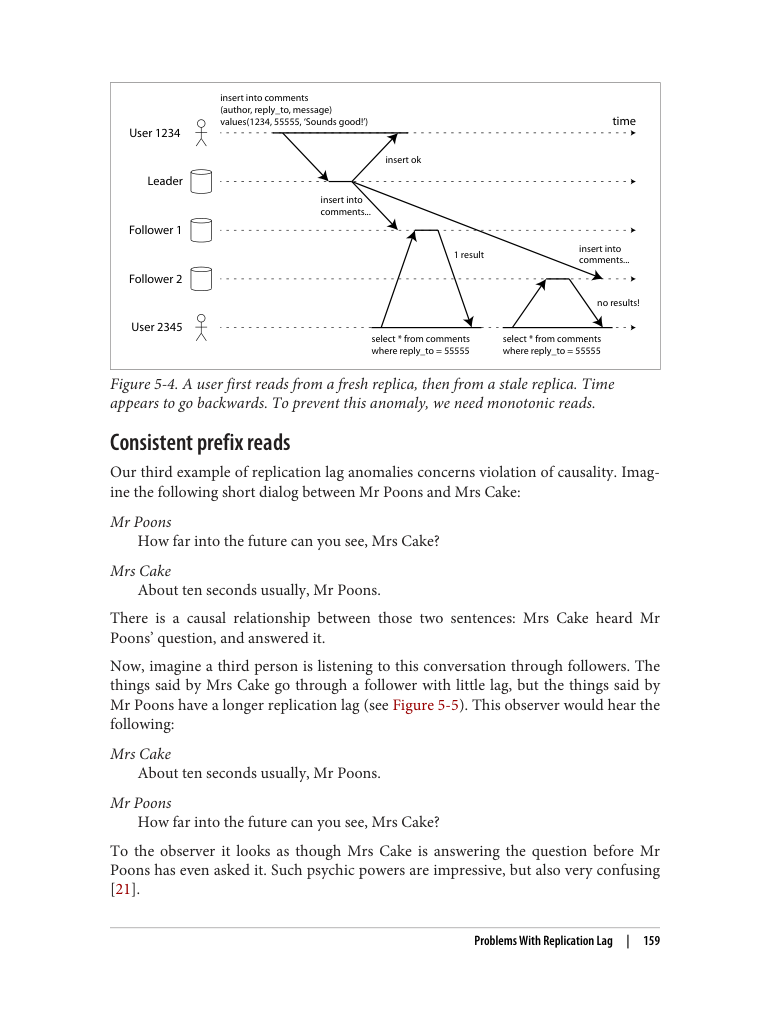 insert into comments
(author, reply_to, message)
values(1234, 55555, ‘Sounds good!’)
time
User 1234
insert ok
Leader
insert into
comments...
Follower 1
1 result
insert into
comments...
Follower 2
no results!
User 2345
select * from comments
where reply_to = 55555
select * from comments
where reply_to = 55555
Figure 5-4. A user first reads from a fresh replica, then from a stale replica. Time
appears to go backwards. To prevent this anomaly, we need monotonic reads.
Consistent prefix reads
Our third example of replication lag anomalies concerns violation of causality. Imag-
ine the following short dialog between Mr Poons and Mrs Cake:
Mr Poons
How far into the future can you see, Mrs Cake?
Mrs Cake
About ten seconds usually, Mr Poons.
There is a causal relationship between those two sentences: Mrs Cake heard Mr
Poons’ question, and answered it.
Now, imagine a third person is listening to this conversation through followers. The
things said by Mrs Cake go through a follower with little lag, but the things said by
Mr Poons have a longer replication lag (see Figure 5-5). This observer would hear the
following:
Mrs Cake
About ten seconds usually, Mr Poons.
Mr Poons
How far into the future can you see, Mrs Cake?
To the observer it looks as though Mrs Cake is answering the question before Mr
Poons has even asked it. Such psychic powers are impressive, but also very confusing
[21].
Problems With Replication Lag | 159